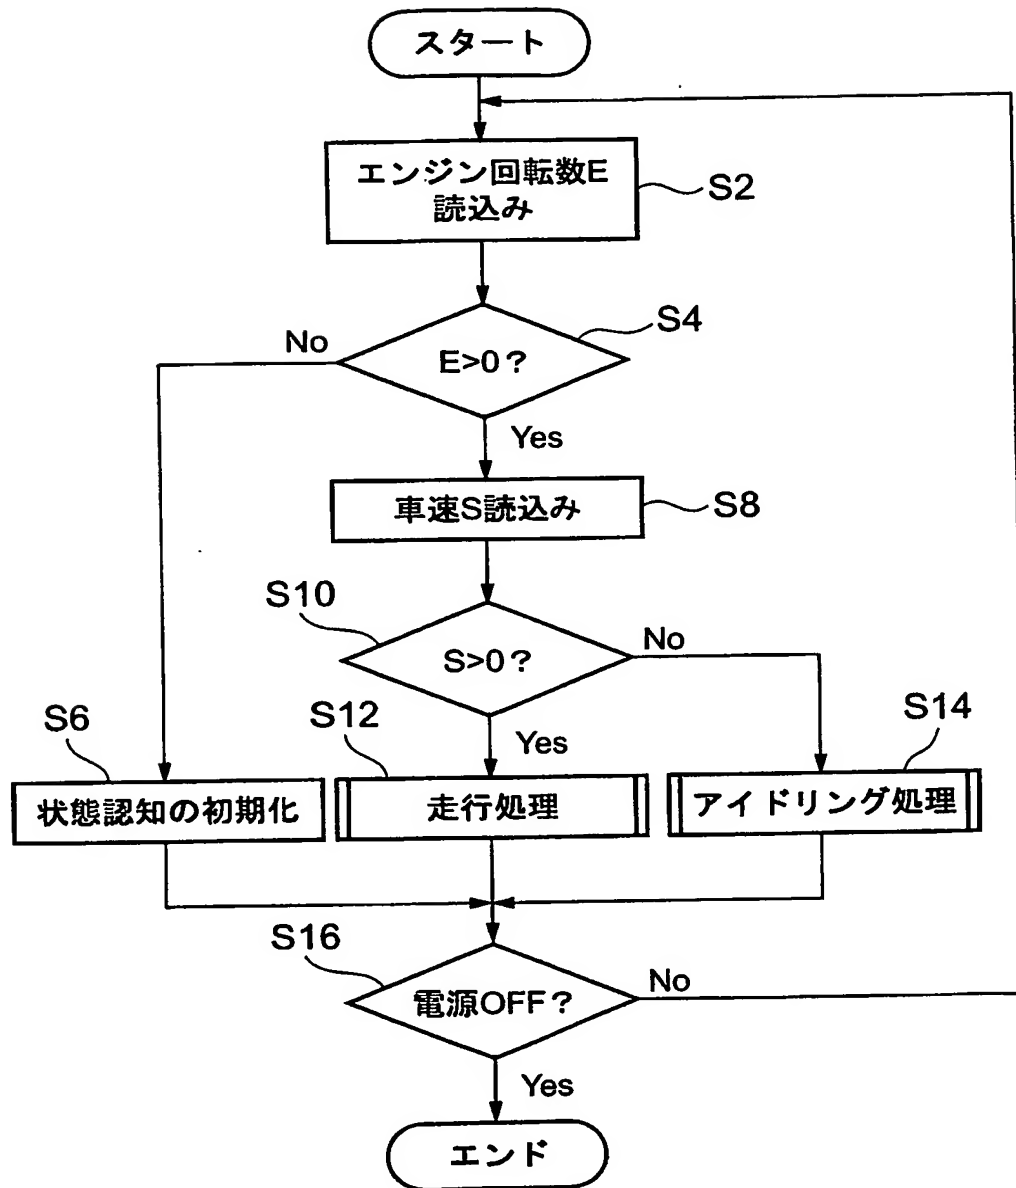 スタート
エンジン回転数E
読込み
S2
S4
No
E>0?
Yes
車速S読込み
S8
S10
No
S>0?
S6
S12
Yes
S14
状態認知の初期化
走行処理
アイドリング処理
S16
No
電源OFF?
Yes
エンド